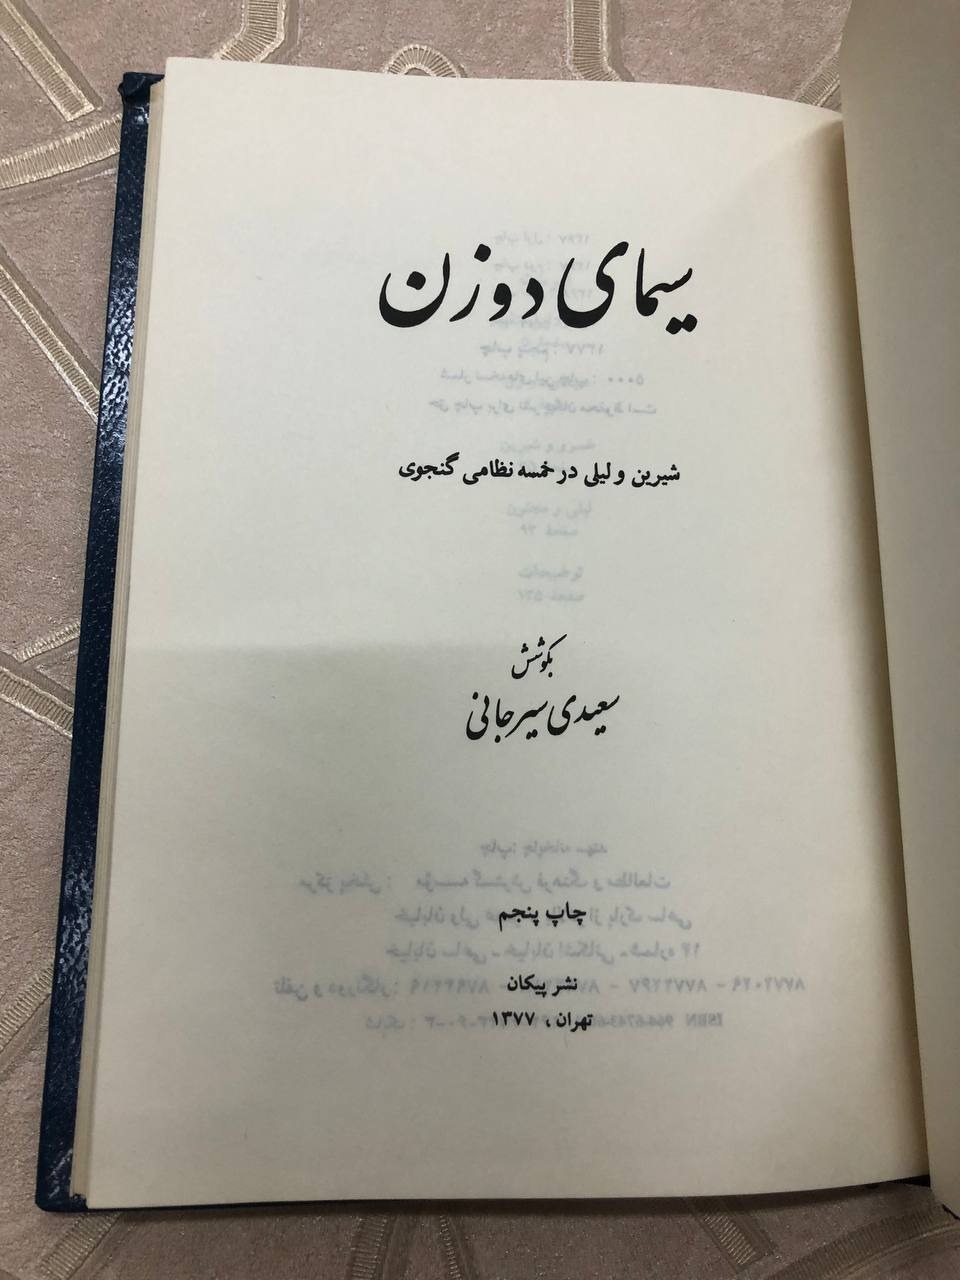 سیمای دو زن
شیرین و لیلی در خمسه نظامی گنجوی
بکوشش
سعیدی سیرجانی
چاپ پنجم
نشر پیکان
تهران، ۱۳۷۷